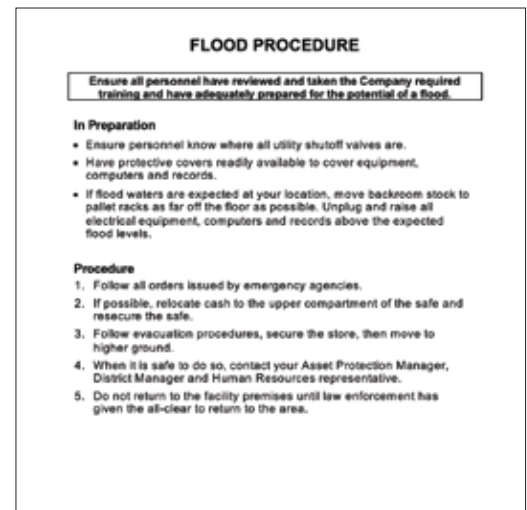 FLOOD PROCEDURE
Ensure all personnel have reviewed and taken the Company required
training and have adequately prepared for the potential of a flood.
In Preparation
• Ensure personnel know where all utility shutoff valves are.
• Have protective covers readily available to cover equipment,
computers and records.
• If flood waters are expected at your location, move backroom stock to
pallet racks as far off the floor as possible. Unplug and raise all
electrical equipment, computers and records above the expected
flood levels.
Procedure
1. Follow all orders issued by emergency agencies.
2. If possible, relocate cash to the upper compartment of the safe and
resecure the safe.
3. Follow evacuation procedures, secure the store, then move to
higher ground.
4. When it is safe to do so, contact your Asset Protection Manager,
District Manager and Human Resources representative.
5. Do not return to the facility premises until law enforcement has
given the all-clear to return to the area.